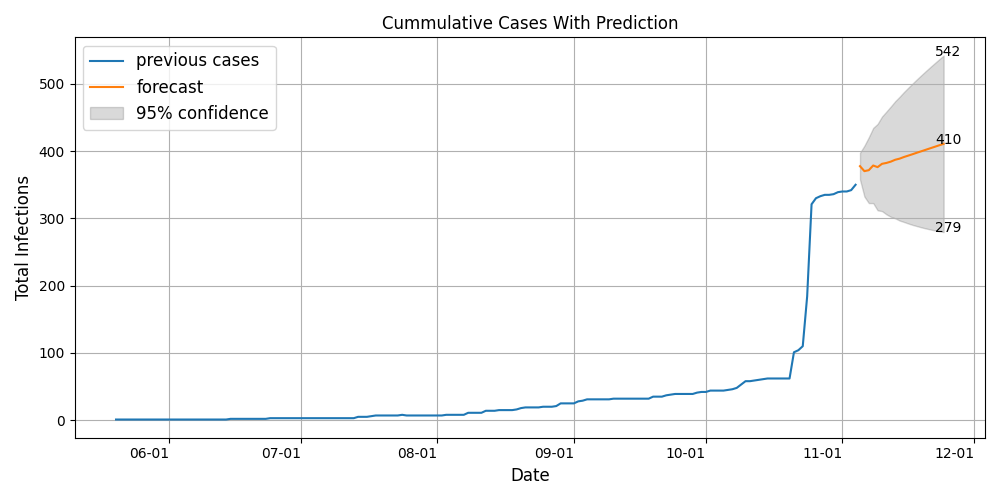 Cummulative Cases With Prediction
previous cases
forecast
95% confidence
542
410
279
500
400
300
200
100
0
Total Infections
06-01 07-01 08-01 09-01 10-01 11-01 12-01
Date